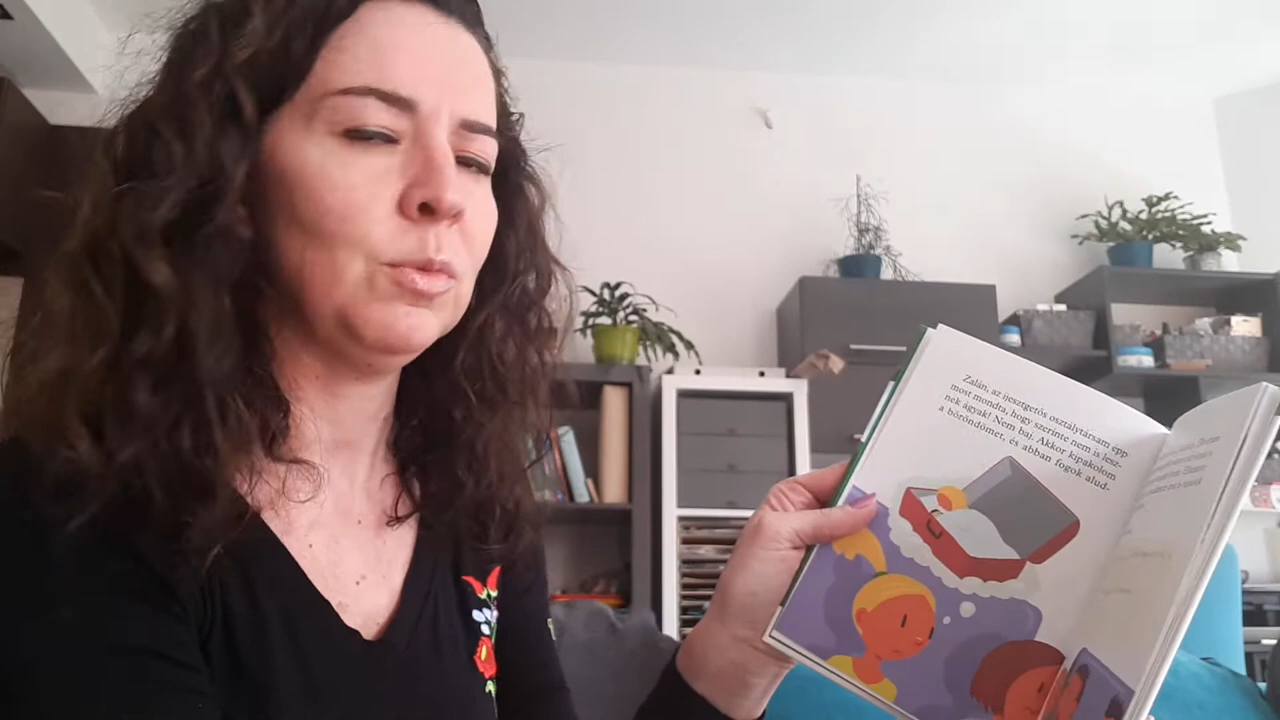 Zalán, az ijesztgetős osztálytársam épp
most mondta, hogy szerinte nem is lesz-
nek ágyak! Nem baj. Akkor kipakolom
a bőröndömet, és abban fogok alud-